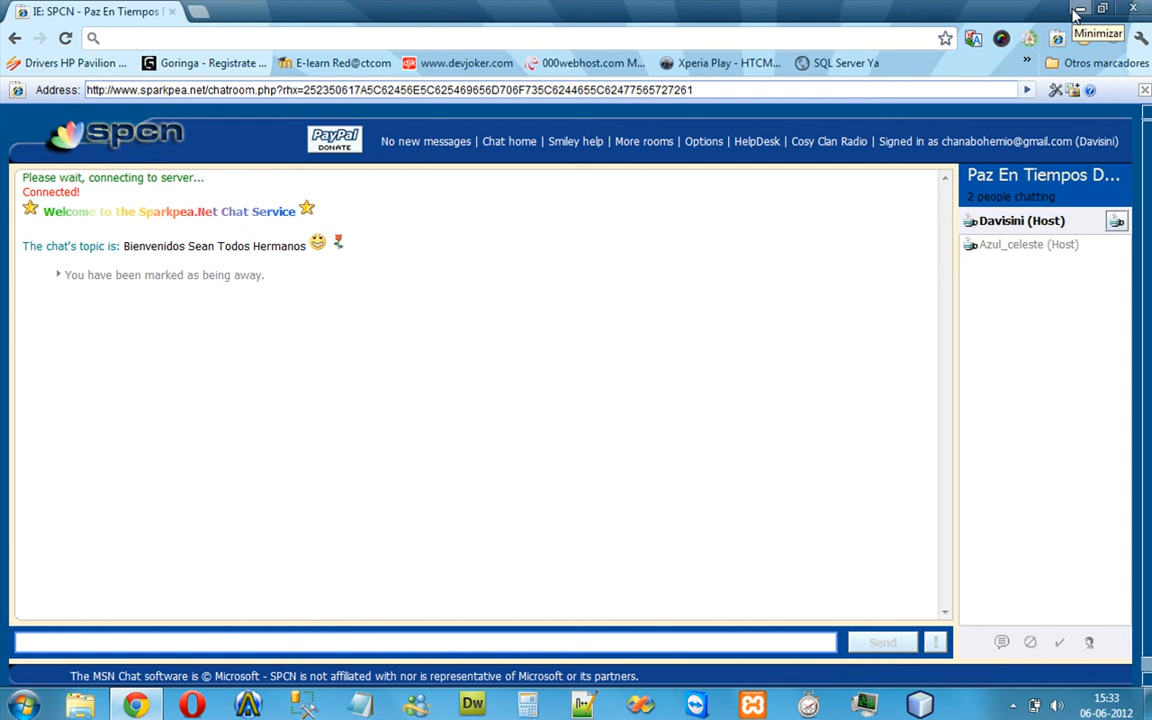 IE: SPCN - Paz En Tiempos
Minimizar
Drivers HP Pavilion ...
Goringa - Registrate ...
E-learn Red@ctcom
www.devjoker.com
000webhost.com M...
Xperia Play - HTCM...
SQL Server Ya
»
Otros marcadores
Address:
http://www.sparkpea.net/chatroom.php?rhx=252350617A5C62456E5C625469656D706F735C6244655C62477565727261
spcn
PayPal
DONATE
No new messages | Chat home | Smiley help | More rooms | Options | HelpDesk | Cosy Clan Radio | Signed in as chanabohemio@gmail.com (Davisini)
Please wait, connecting to server...
Connected!
Welcome to the Sparkpea.Net Chat Service
The chat's topic is: Bienvenidos Sean Todos Hermanos
You have been marked as being away.
Paz En Tiempos D...
2 people chatting
Davisini (Host)
Azul_celeste (Host)
Send
!
The MSN Chat software is © Microsoft - SPCN is not affiliated with nor is representative of Microsoft or its partners.
Dw
15:33
06-06-2012